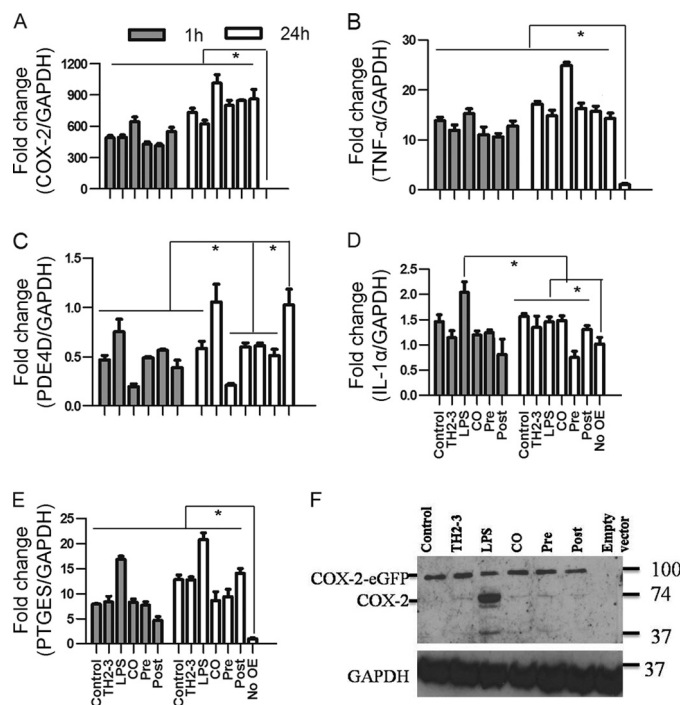 A
1h
24h
Fold change
(COX-2/GAPDH)
1200
900
600
300
0
*
B
Fold change
(TNF-α/GAPDH)
30
20
10
0
*
C
Fold change
(PDE4D/GAPDH)
1.5
1.0
0.5
0.0
*
*
D
Fold change
(IL-1α/GAPDH)
2.5
2.0
1.5
1.0
0.5
0.0
*
*
Control
TH2-3
LPS
CO
Pre
Post
Control
TH2-3
LPS
CO
Pre
Post
No OE
E
Fold change
(PTGES/GAPDH)
25
20
15
10
5
0
*
Control
TH2-3
LPS
CO
Pre
Post
Control
TH2-3
LPS
CO
Pre
Post
No OE
F
Control
TH2-3
LPS
CO
Pre
Post
Empty
vector
COX-2-eGFP
COX-2
GAPDH
100
74
37
37